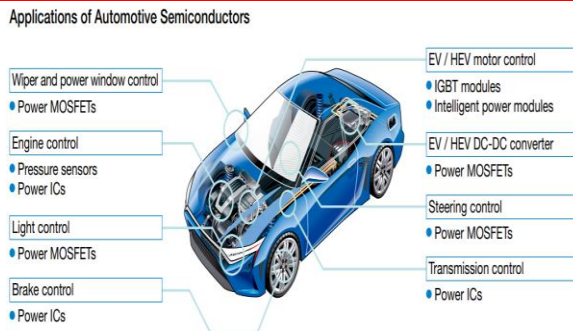 Applications of Automotive Semiconductors
Wiper and power window control
• Power MOSFETs
Engine control
• Pressure sensors
• Power ICs
Light control
• Power MOSFETs
Brake control
• Power ICs
EV / HEV motor control
• IGBT modules
• Intelligent power modules
EV / HEV DC-DC converter
• Power MOSFETs
Steering control
• Power MOSFETs
Transmission control
• Power ICs